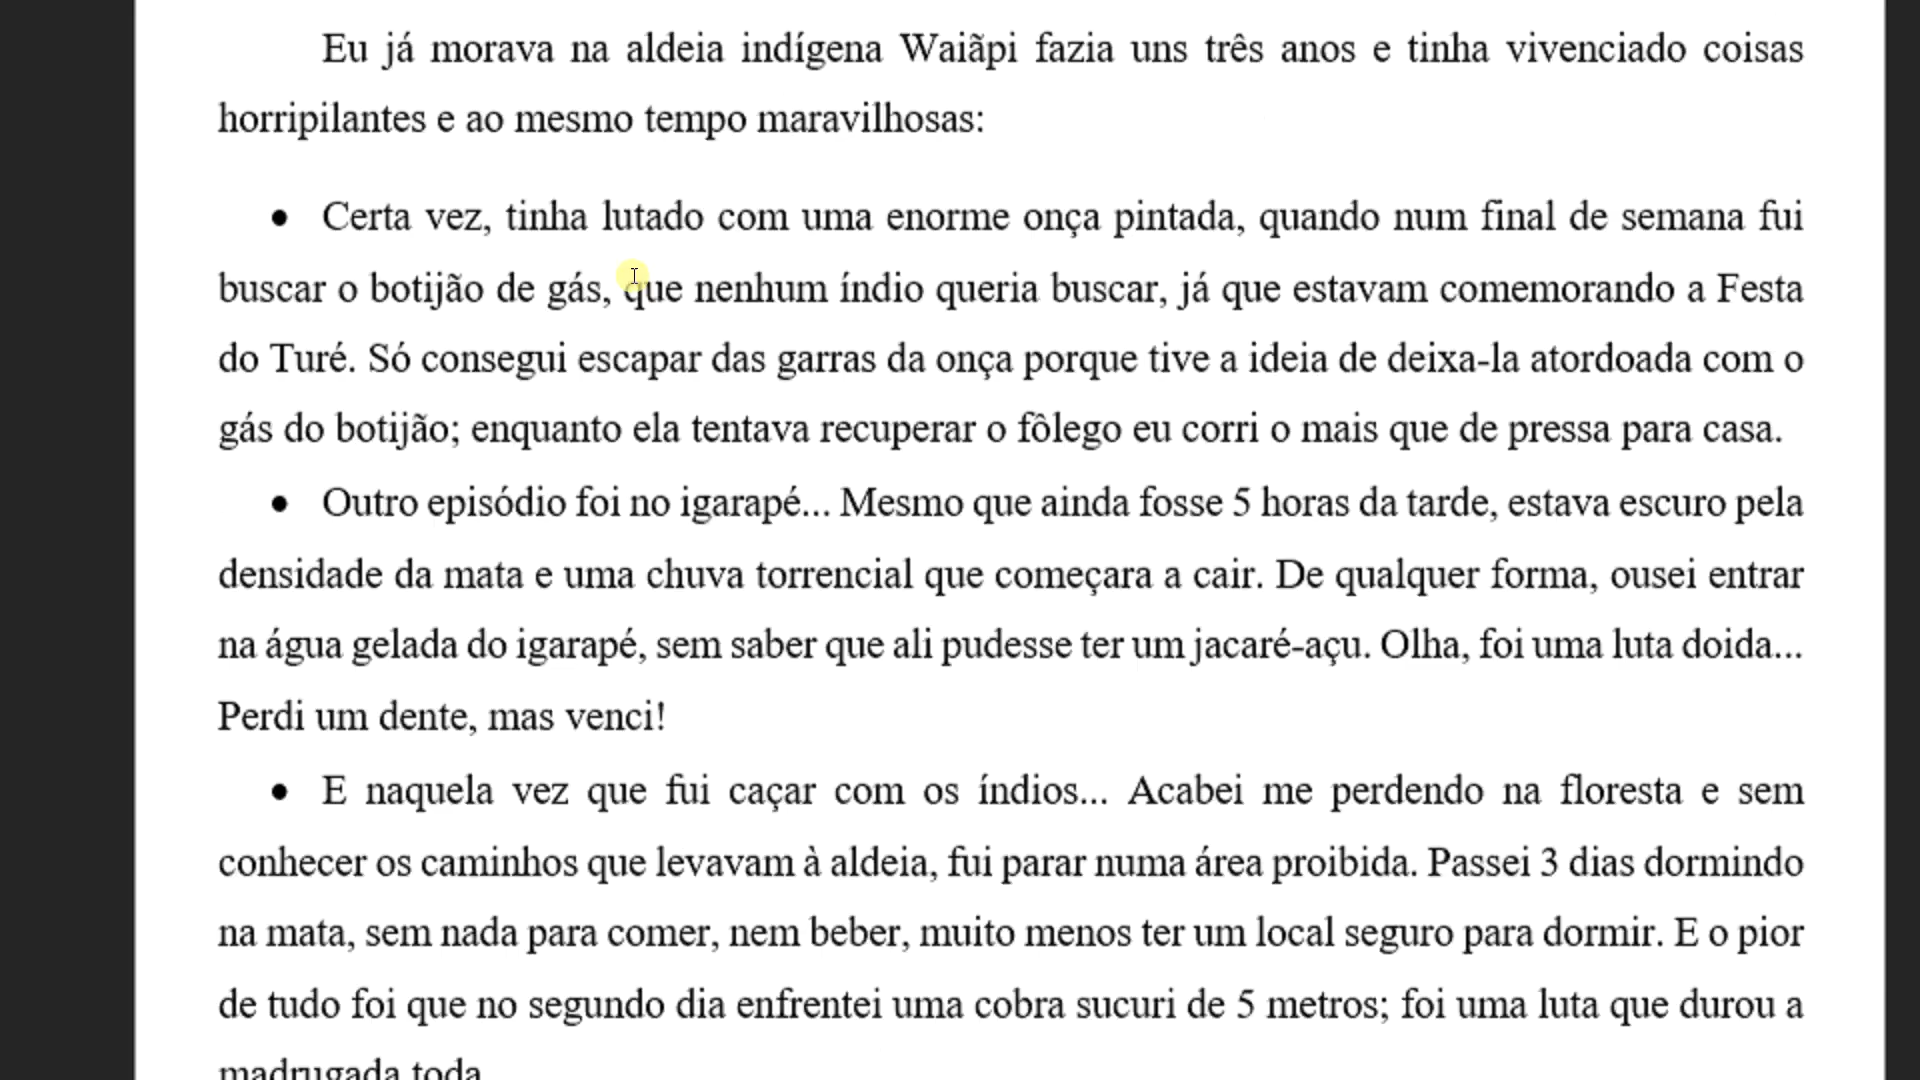 Eu já morava na aldeia indígena Waiãpi fazia uns três anos e tinha vivenciado coisas
horripilantes e ao mesmo tempo maravilhosas:
● Certa vez, tinha lutado com uma enorme onça pintada, quando num final de semana fui
buscar o botijão de gás, que nenhum índio queria buscar, já que estavam comemorando a Festa
do Turé. Só consegui escapar das garras da onça porque tive a ideia de deixa-la atordoada com o
gás do botijão; enquanto ela tentava recuperar o fôlego eu corri o mais que de pressa para casa.
● Outro episódio foi no igarapé... Mesmo que ainda fosse 5 horas da tarde, estava escuro pela
densidade da mata e uma chuva torrencial que começara a cair. De qualquer forma, ousei entrar
na água gelada do igarapé, sem saber que ali pudesse ter um jacaré-açu. Olha, foi uma luta doida...
Perdi um dente, mas venci!
● E naquela vez que fui caçar com os índios... Acabei me perdendo na floresta e sem
conhecer os caminhos que levavam à aldeia, fui parar numa área proibida. Passei 3 dias dormindo
na mata, sem nada para comer, nem beber, muito menos ter um local seguro para dormir. E o pior
de tudo foi que no segundo dia enfrentei uma cobra sucuri de 5 metros; foi uma luta que durou a
madrugada toda